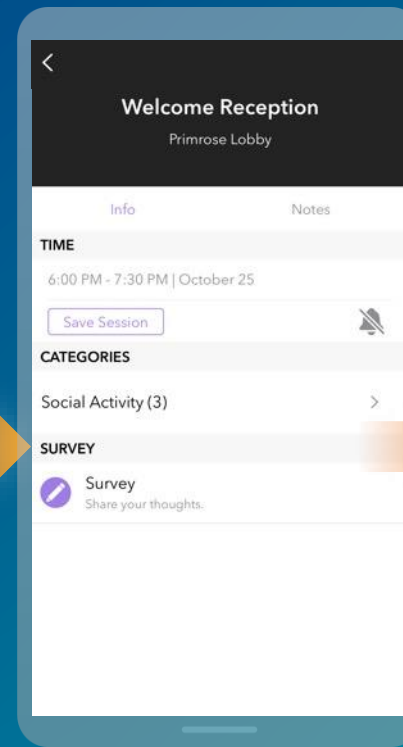 Welcome Reception
Primrose Lobby
Info Notes
TIME
6:00 PM - 7:30 PM | October 25
Save Session
CATEGORIES
Social Activity (3)
SURVEY
Survey
Share your thoughts.